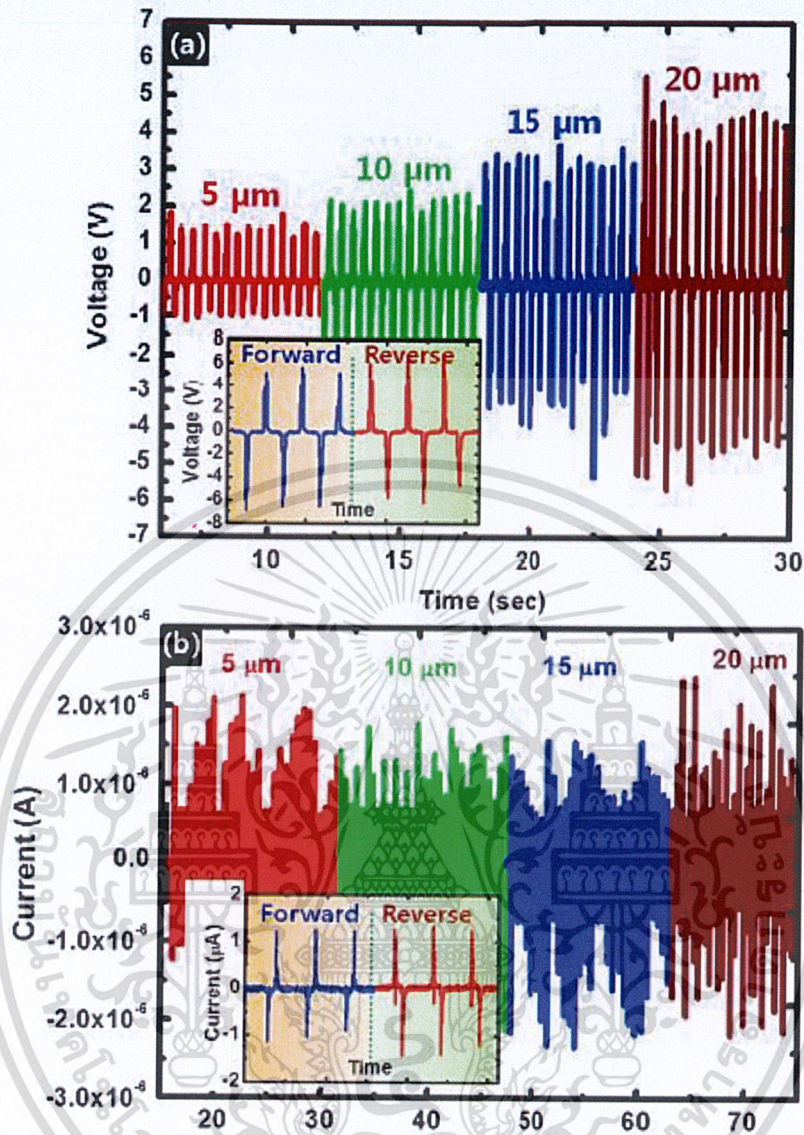 (a)
7
6
5
4
3
2
1
0
-1
-2
-3
-4
-5
-6
-7
Voltage (V)
5 μm
10 μm
15 μm
20 μm
Forward Reverse
8
6
4
2
0
-2
-4
-6
-8
Voltage (V)
Time
10 15 20 25 30
Time (sec)
(b)
3.0x10⁻⁶
2.0x10⁻⁶
1.0x10⁻⁶
0.0
-1.0x10⁻⁶
-2.0x10⁻⁶
-3.0x10⁻⁶
Current (A)
5 μm 10 μm 15 μm 20 μm
Forward Reverse
2
1
0
-1
-2
Current (μA)
Time
20 30 40 50 60 70